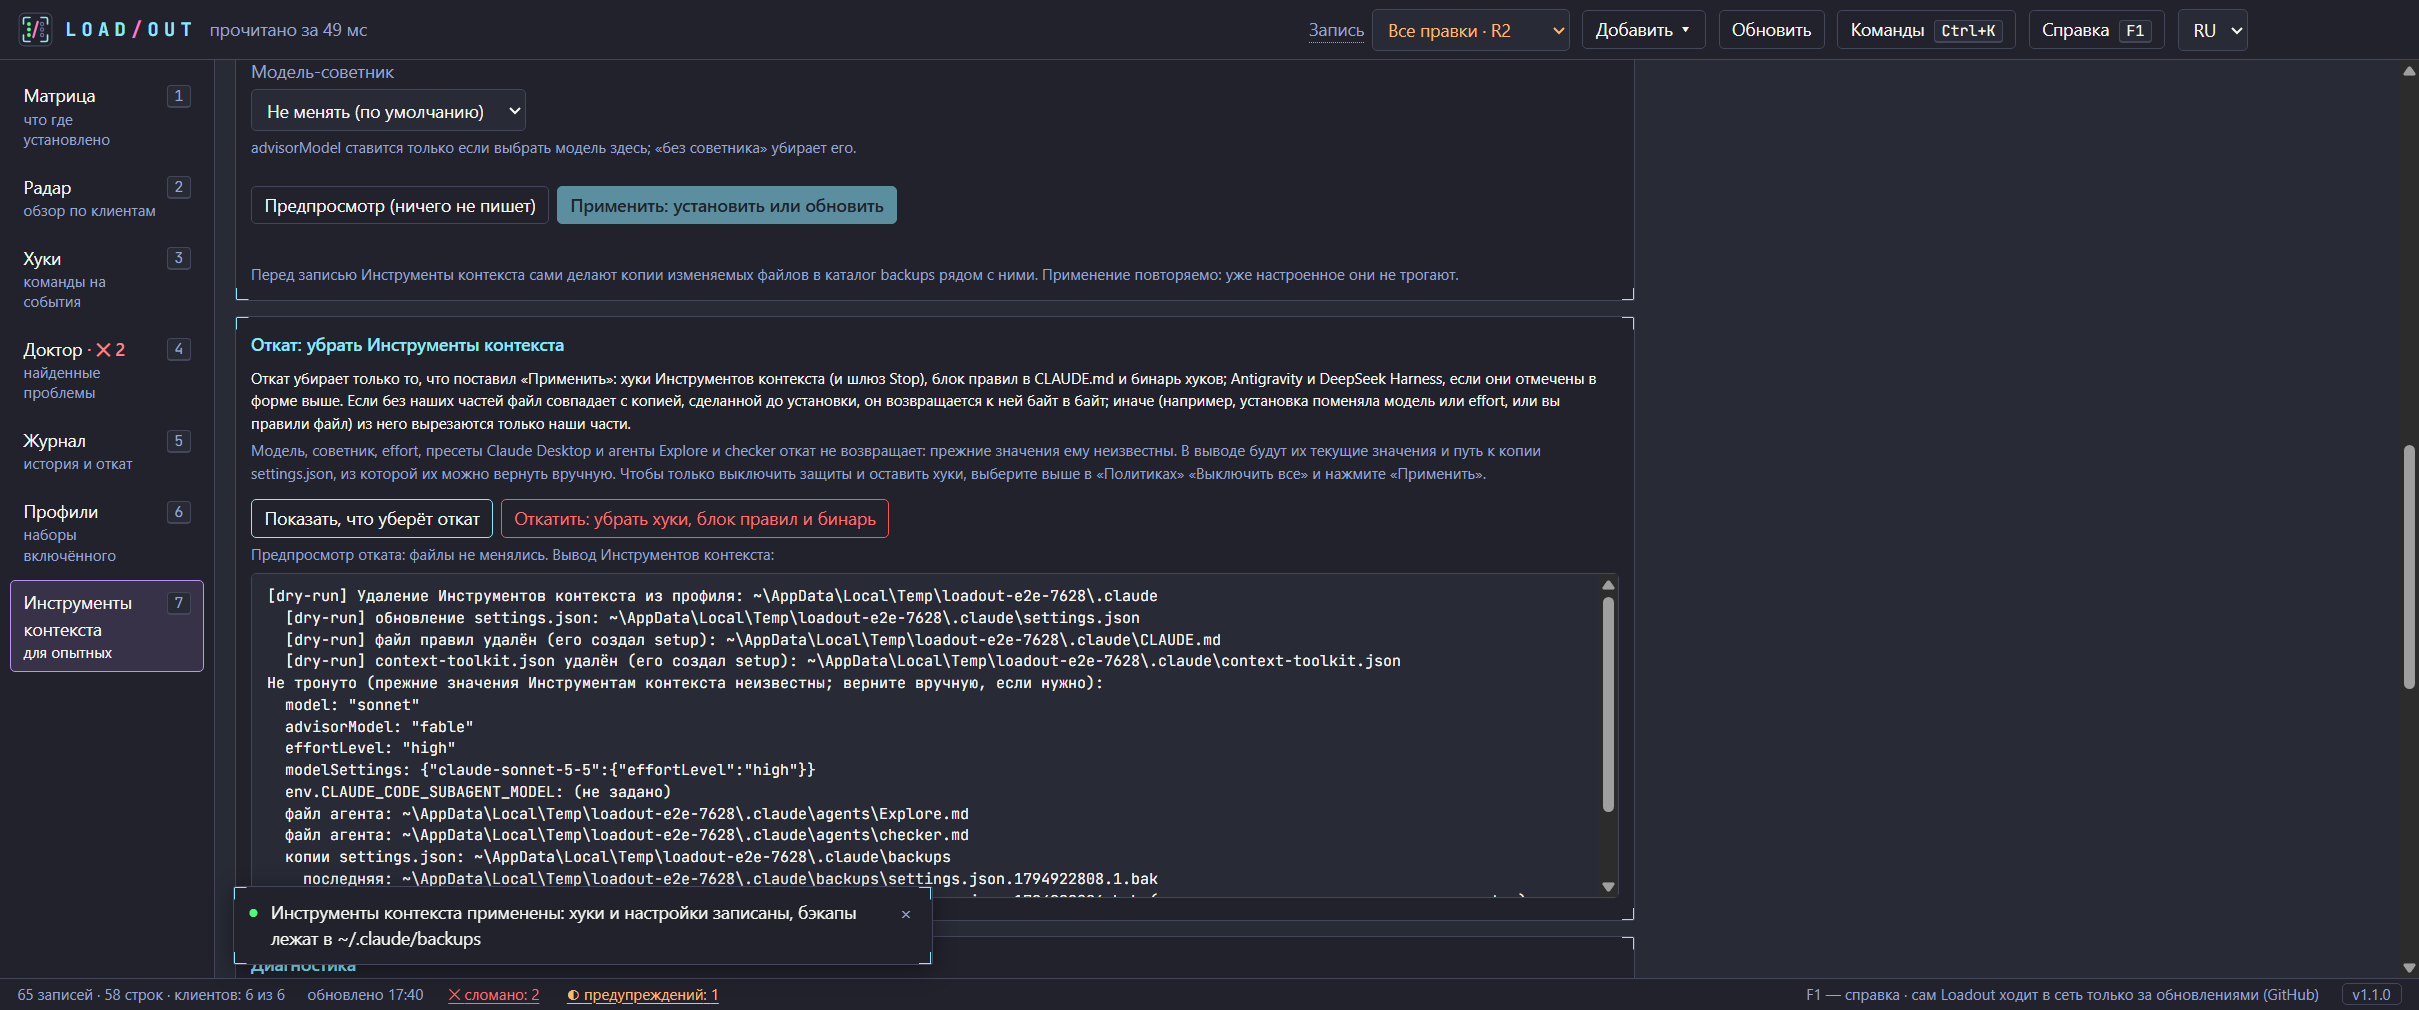 LOAD/OUT прочитано за 49 мс
Запись Все правки · R2 Добавить ▾ Обновить Команды Ctrl+K Справка F1 RU
Матрица 1
что где
установлено
Радар 2
обзор по клиентам
Хуки 3
команды на
события
Доктор · ✕ 2 4
найденные
проблемы
Журнал 5
история и откат
Профили 6
наборы
включённого
Инструменты 7
контекста
для опытных
Модель-советник
Не менять (по умолчанию)
advisorModel ставится только если выбрать модель здесь; «без советника» убирает его.
Предпросмотр (ничего не пишет) Применить: установить или обновить
Перед записью Инструменты контекста сами делают копии изменяемых файлов в каталог backups рядом с ними. Применение повторяемо: уже настроенное они не трогают.
Откат: убрать Инструменты контекста
Откат убирает только то, что поставил «Применить»: хуки Инструментов контекста (и шлюз Stop), блок правил в CLAUDE.md и бинарь хуков; Antigravity и DeepSeek Harness, если они отмечены в
форме выше. Если без наших частей файл совпадает с копией, сделанной до установки, он возвращается к ней байт в байт; иначе (например, установка поменяла модель или effort, или вы
правили файл) из него вырезаются только наши части.
Модель, советник, effort, пресеты Claude Desktop и агенты Explore и checker откат не возвращает: прежние значения ему неизвестны. В выводе будут их текущие значения и путь к копии
settings.json, из которой их можно вернуть вручную. Чтобы только выключить защиты и оставить хуки, выберите выше в «Политиках» «Выключить все» и нажмите «Применить».
Показать, что уберёт откат Откатить: убрать хуки, блок правил и бинарь
Предпросмотр отката: файлы не менялись. Вывод Инструментов контекста:
[dry-run] Удаление Инструментов контекста из профиля: ~\AppData\Local\Temp\loadout-e2e-7628\.claude
[dry-run] обновление settings.json: ~\AppData\Local\Temp\loadout-e2e-7628\.claude\settings.json
[dry-run] файл правил удалён (его создал setup): ~\AppData\Local\Temp\loadout-e2e-7628\.claude\CLAUDE.md
[dry-run] context-toolkit.json удалён (его создал setup): ~\AppData\Local\Temp\loadout-e2e-7628\.claude\context-toolkit.json
Не тронуто (прежние значения Инструментам контекста неизвестны; верните вручную, если нужно):
model: "sonnet"
advisorModel: "fable"
effortLevel: "high"
modelSettings: {"claude-sonnet-5-5":{"effortLevel":"high"}}
env.CLAUDE_CODE_SUBAGENT_MODEL: (не задано)
файл агента: ~\AppData\Local\Temp\loadout-e2e-7628\.claude\agents\Explore.md
файл агента: ~\AppData\Local\Temp\loadout-e2e-7628\.claude\agents\checker.md
копии settings.json: ~\AppData\Local\Temp\loadout-e2e-7628\.claude\backups
последняя: ~\AppData\Local\Temp\loadout-e2e-7628\.claude\backups\settings.json.1794922808.1.bak
Инструменты контекста применены: хуки и настройки записаны, бэкапы
лежат в ~/.claude/backups
Диагностика
65 записей · 58 строк · клиентов: 6 из 6 обновлено 17:40 ✕ сломано: 2 ◐ предупреждений: 1
F1 — справка · сам Loadout ходит в сеть только за обновлениями (GitHub) v1.1.0